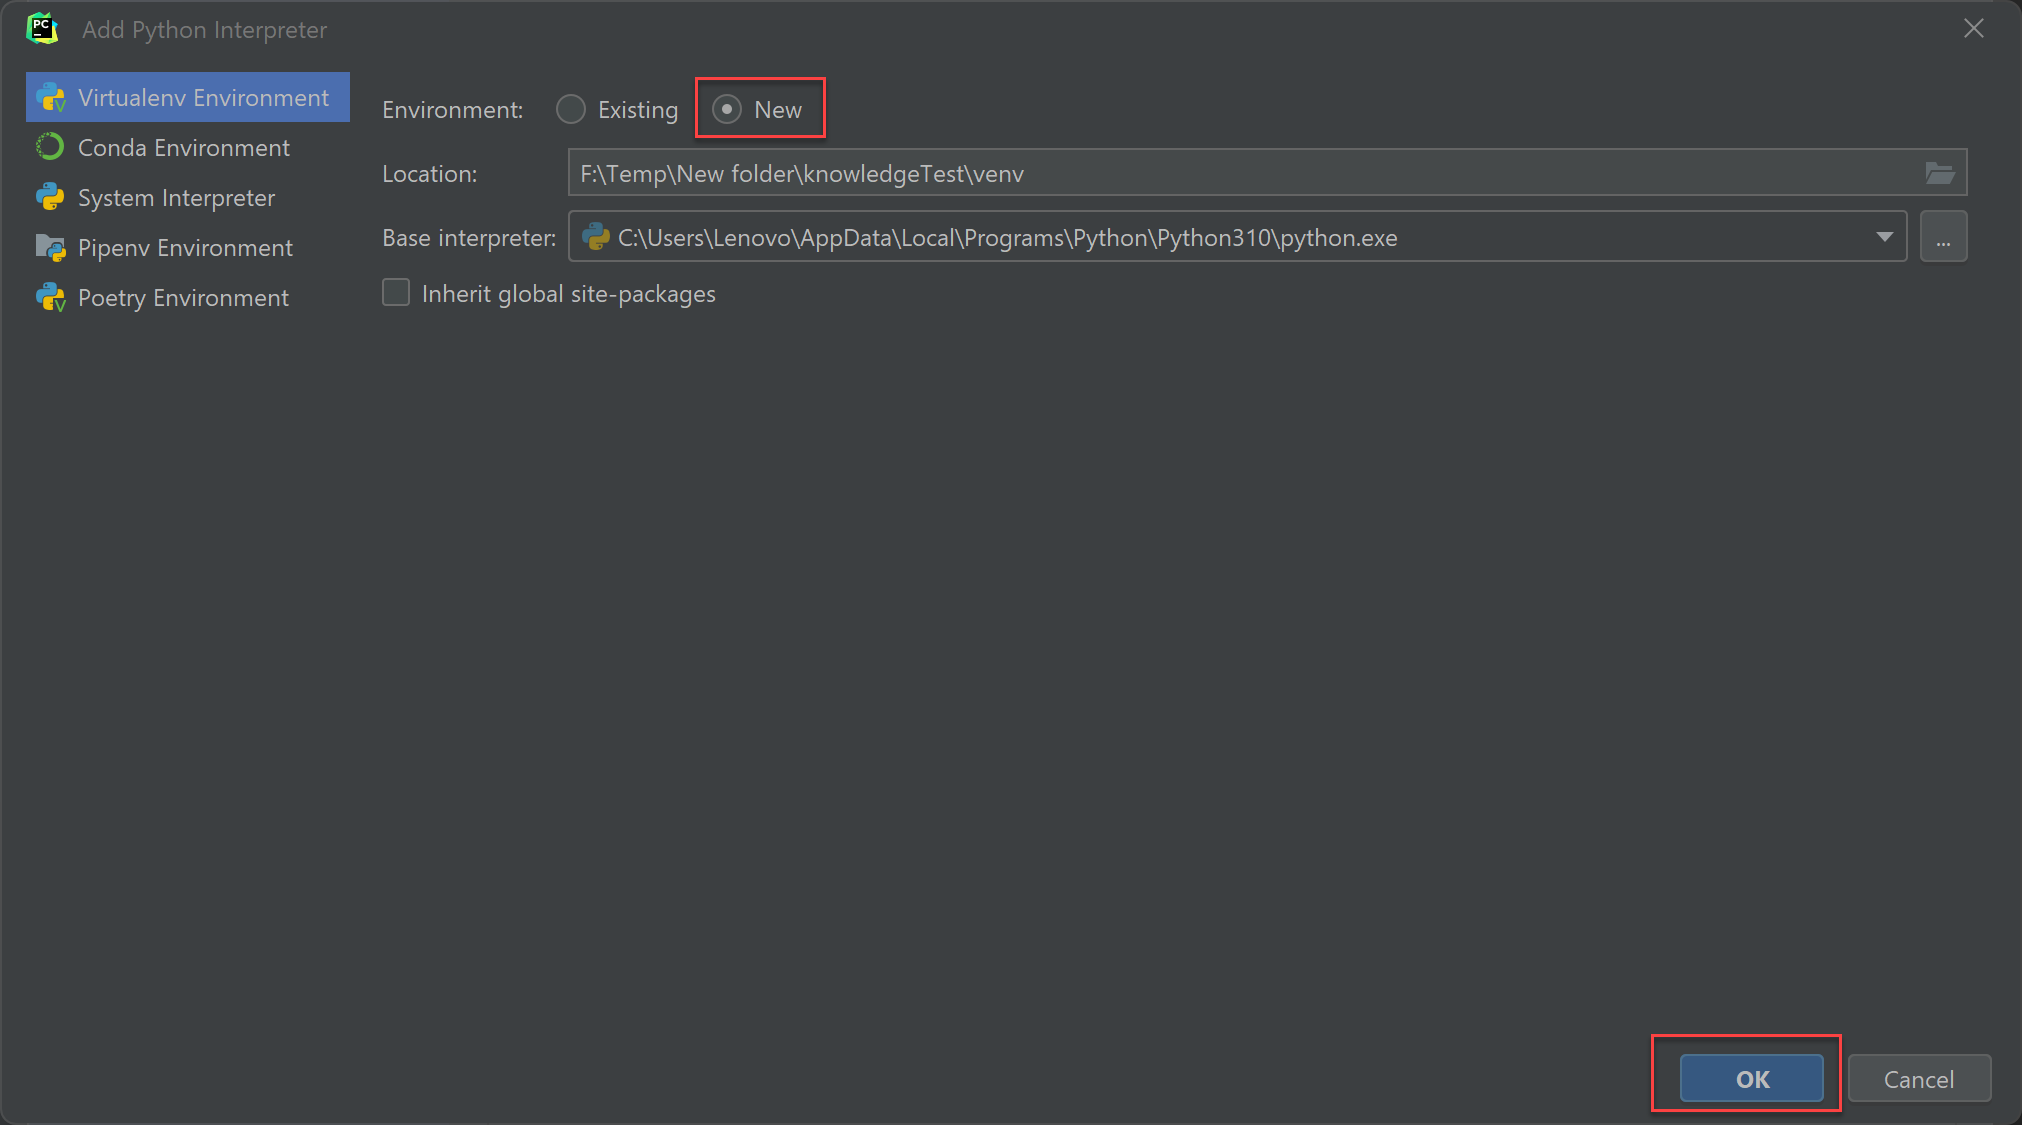 PC
Add Python Interpreter
Virtualenv Environment
Conda Environment
System Interpreter
Pipenv Environment
Poetry Environment
Environment: Existing New
Location: F:\Temp\New folder\knowledgeTest\venv
Base interpreter: C:\Users\Lenovo\AppData\Local\Programs\Python\Python310\python.exe ...
Inherit global site-packages
OK Cancel